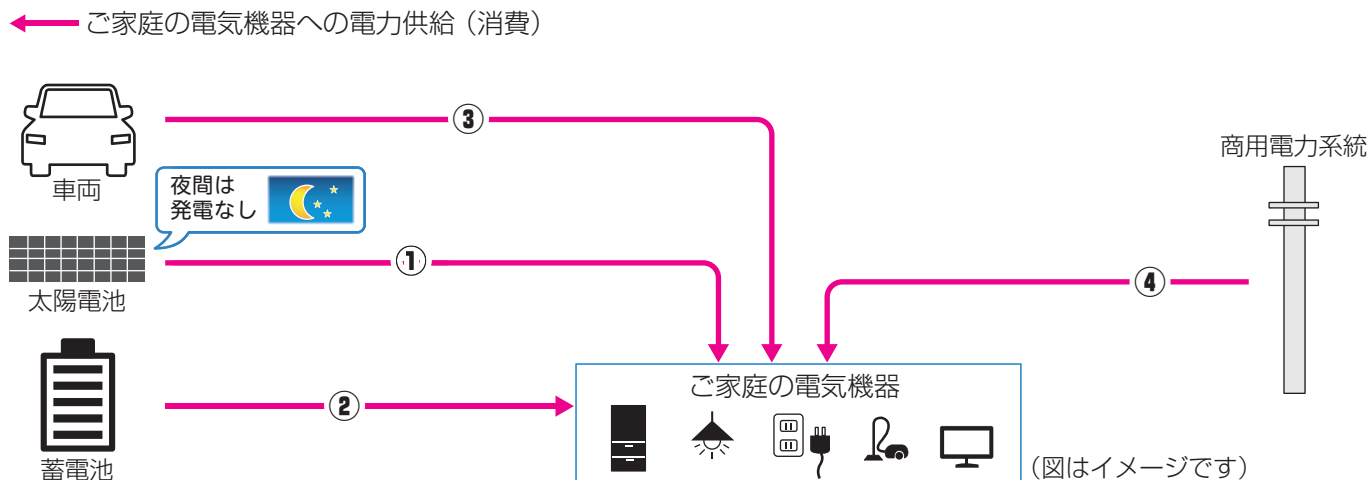 ご家庭の電気機器への電力供給（消費）
③
商用電力系統
車両
夜間は
発電なし
①
④
太陽電池
ご家庭の電気機器
②
蓄電池
（図はイメージです）